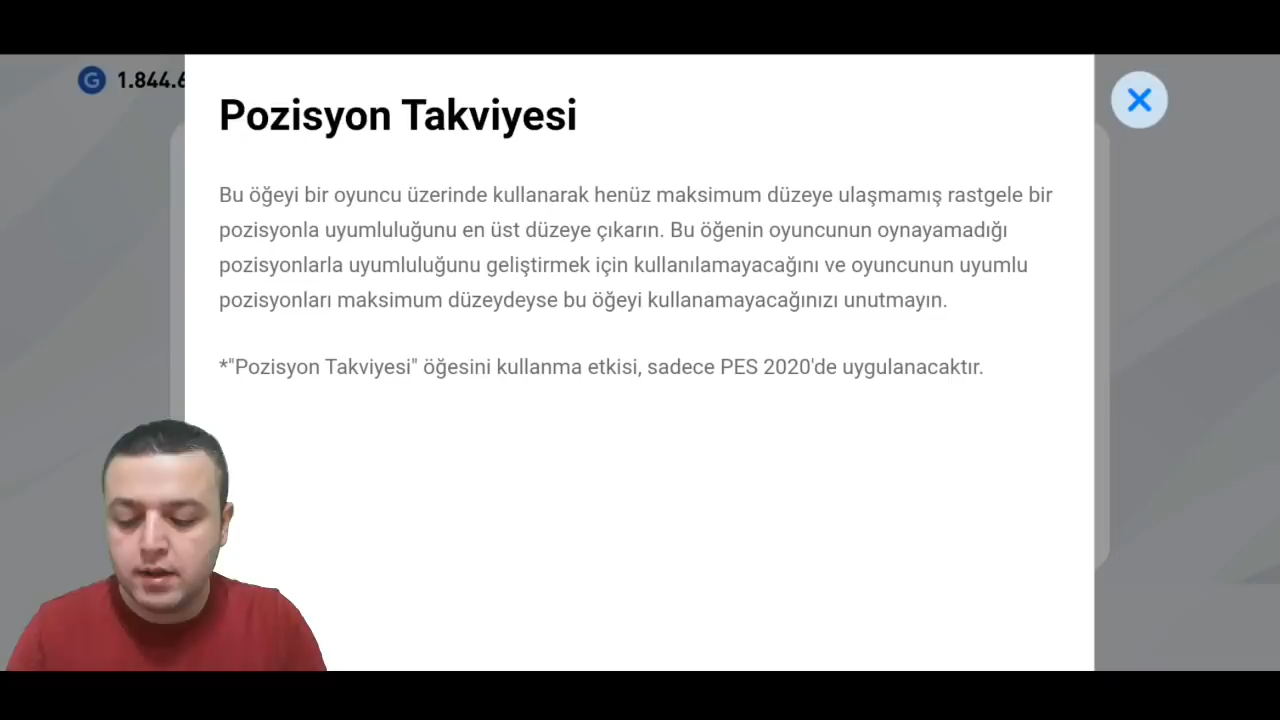 G 1.844.6
Pozisyon Takviyesi
Bu öğeyi bir oyuncu üzerinde kullanarak henüz maksimum düzeye ulaşmamış rastgele bir
pozisyonla uyumluluğunu en üst düzeye çıkarın. Bu öğenin oyuncunun oynayamadığı
pozisyonlarla uyumluluğunu geliştirmek için kullanılamayacağını ve oyuncunun uyumlu
pozisyonları maksimum düzeydeyse bu öğeyi kullanamayacağınızı unutmayın.
*"Pozisyon Takviyesi" öğesini kullanma etkisi, sadece PES 2020'de uygulanacaktır.